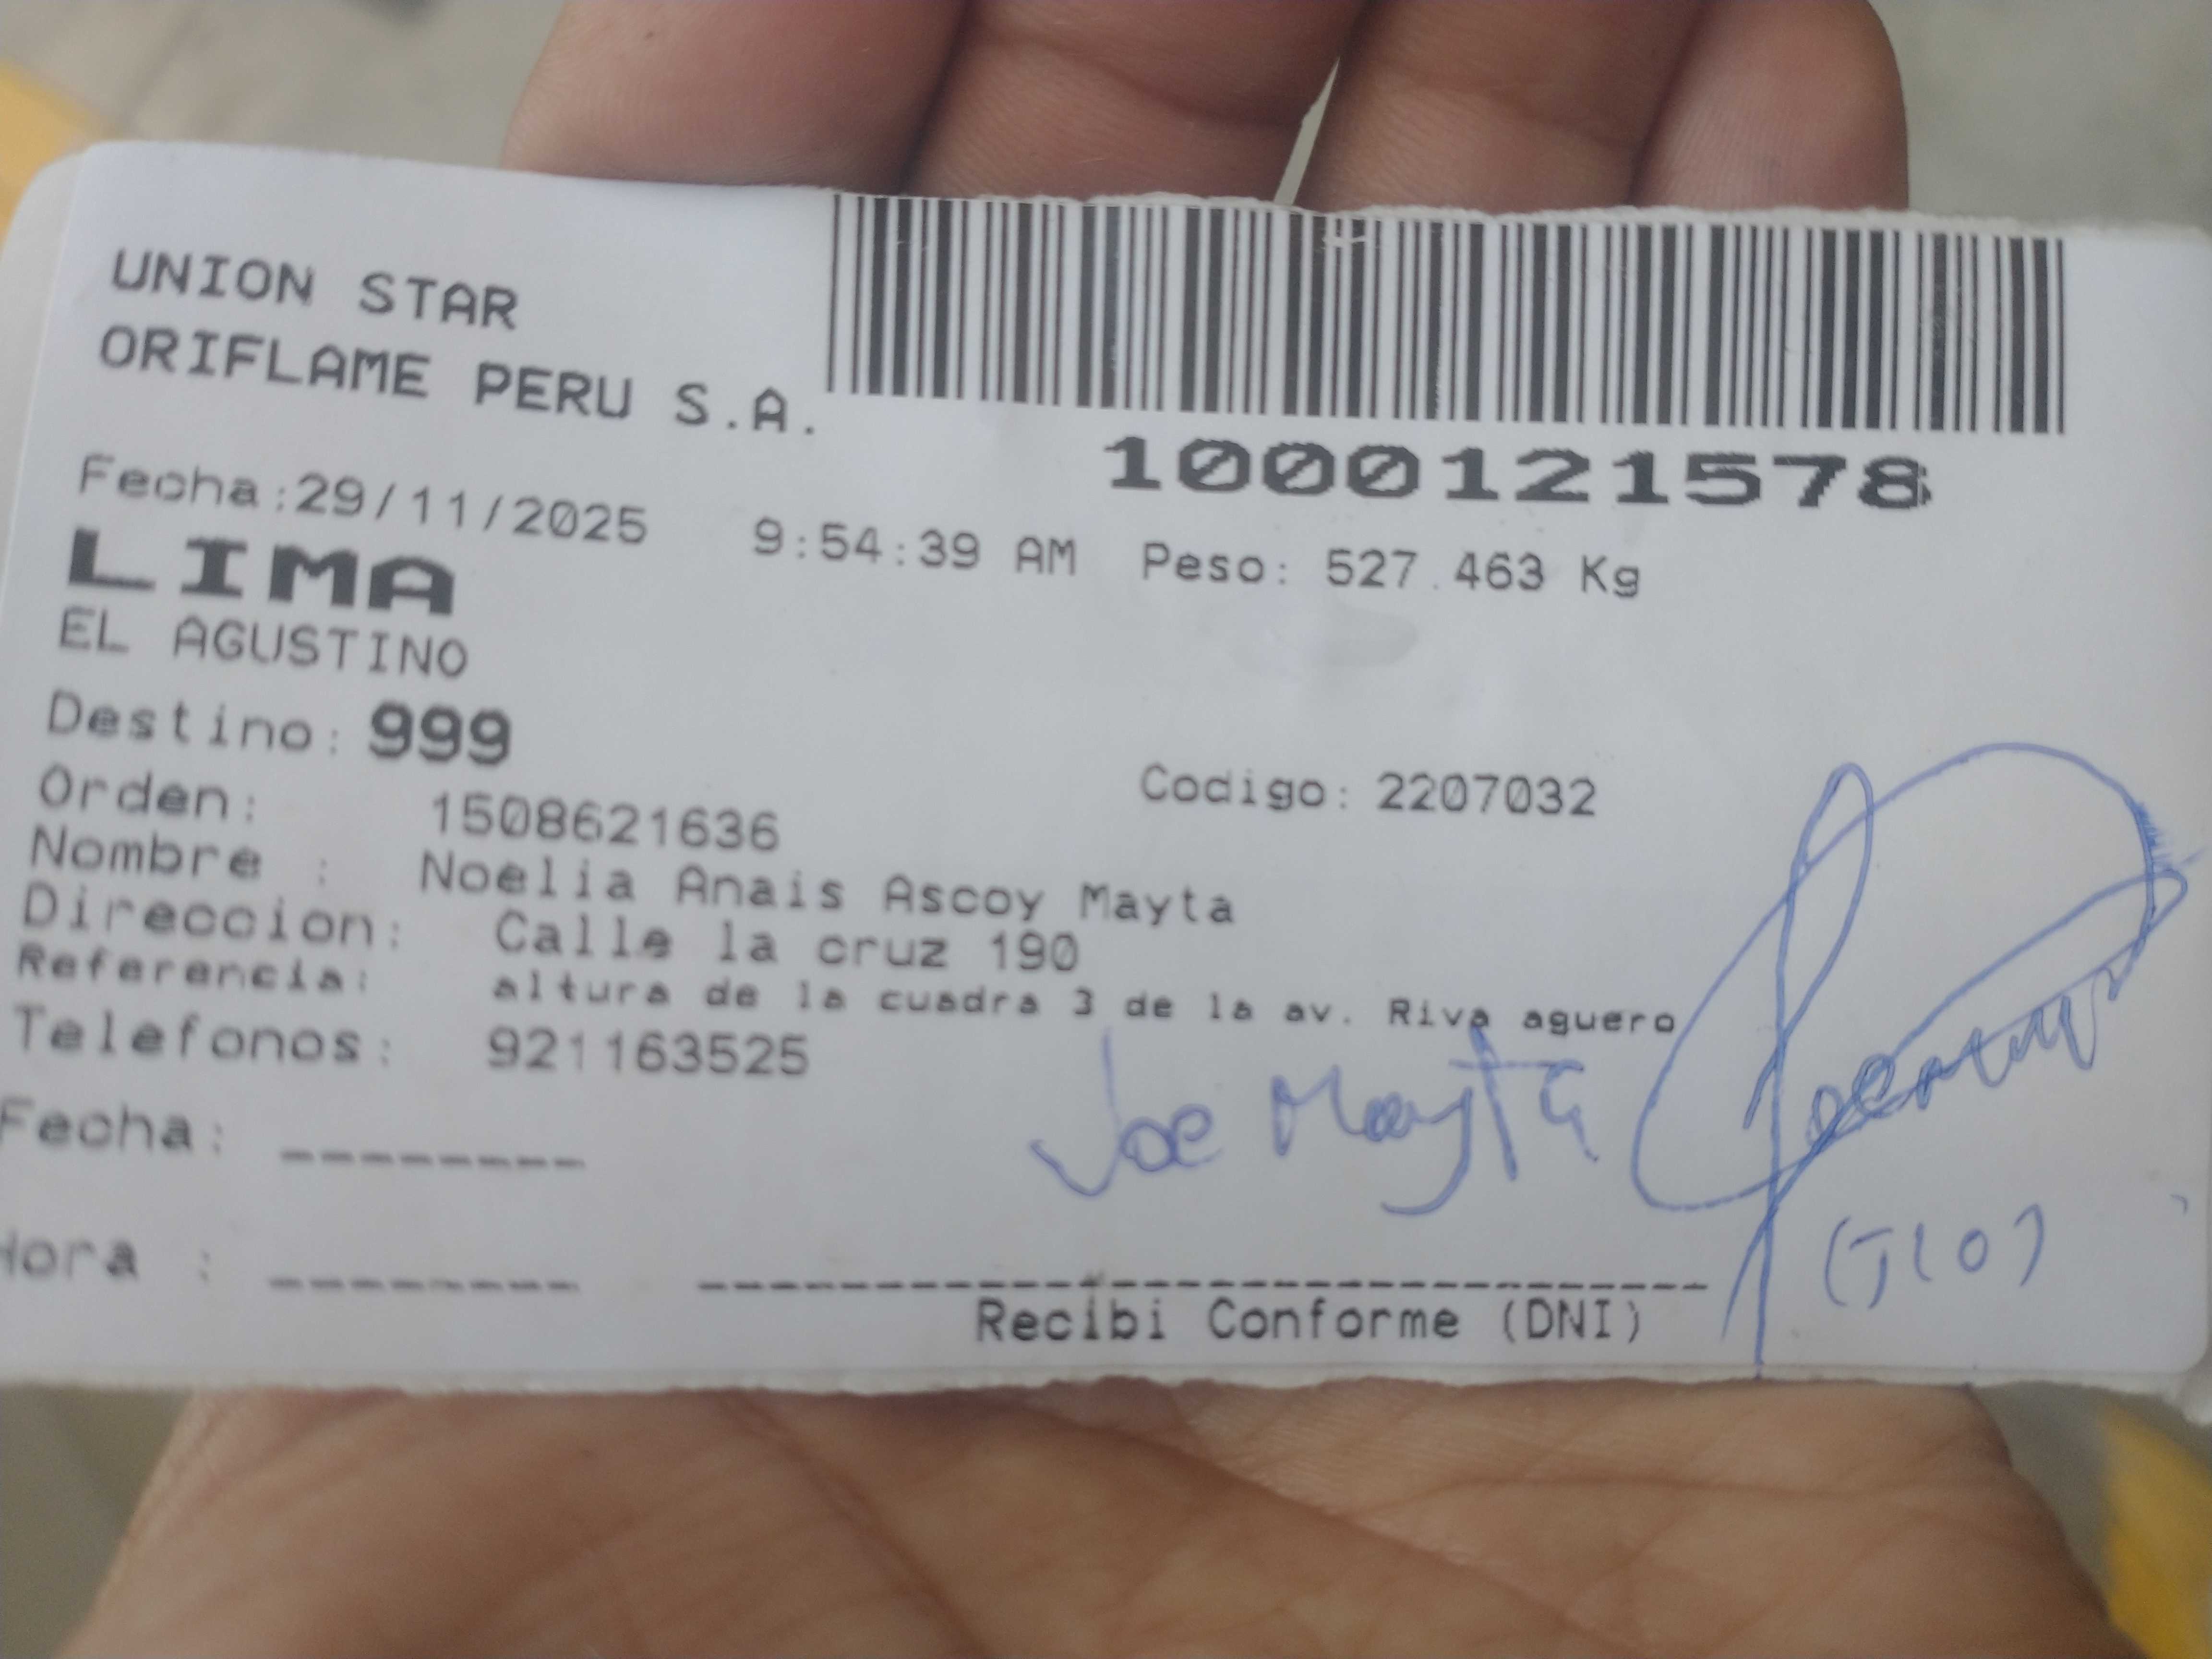 UNION STAR
ORIFLAME PERU S.A.
1000121578
Fecha:29/11/2025 9:54:39 AM Peso: 527.463 Kg
LIMA
EL AGUSTINO
Destino: 999
Codigo: 2207032
Orden: 1508621636
Nombre : Noelia Anais Ascoy Mayta
Direccion: Calle la cruz 190
Referencia: altura de la cuadra 3 de la av. Riva aguero
Telefonos: 921163525
Joe Mayta
Fecha: --------
(TIO)
Hora : --------
Recibi Conforme (DNI)